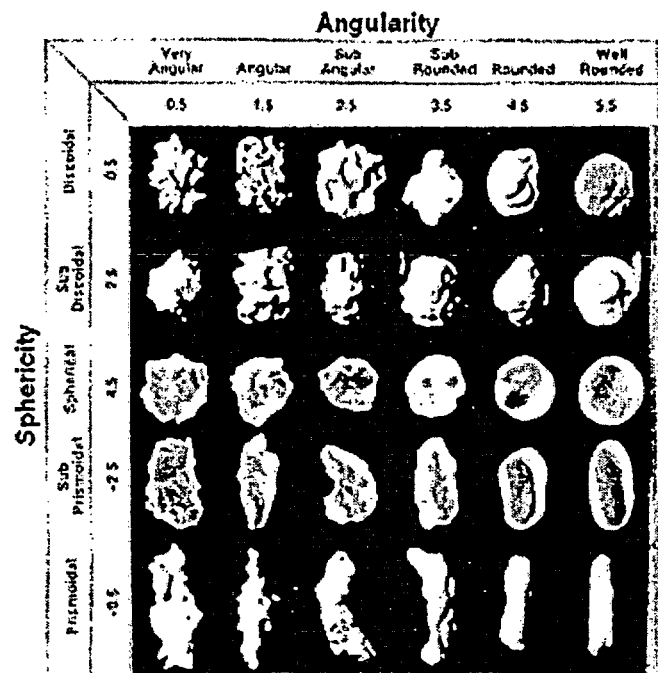 Angularity
Very Angular
Angular
Sub Angular
Sub Rounded
Rounded
Well Rounded
0.5
1.5
2.5
3.5
4.5
5.5
Sphericity
Discoidal
Sub Discoidal
2.5
Spherical
4.5
Sub Prismoidal
-2.5
Prismoidal
-0.5